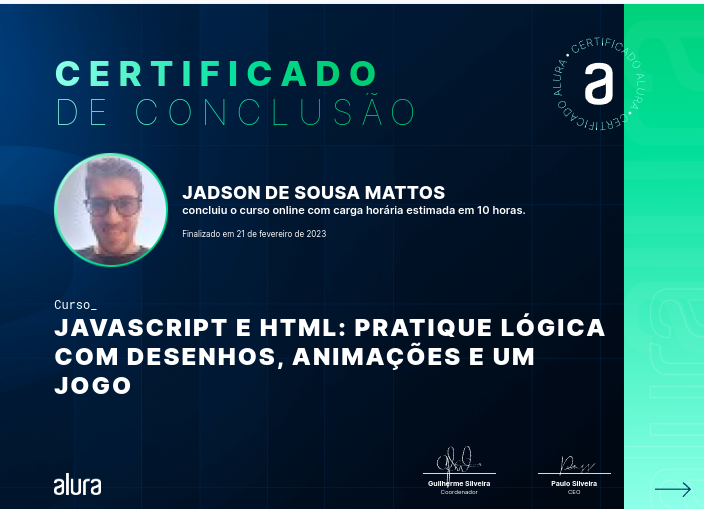 CERTIFICADO
DE CONCLUSÃO
CERTIFICADO ALURA • CERTIFICADO ALURA •
a
JADSON DE SOUSA MATTOS
concluiu o curso online com carga horária estimada em 10 horas.
Finalizado em 21 de fevereiro de 2023
Curso_
JAVASCRIPT E HTML: PRATIQUE LÓGICA
COM DESENHOS, ANIMAÇÕES E UM
JOGO
alura
Guilherme Silveira
Coordenador
Paulo Silveira
CEO
alura